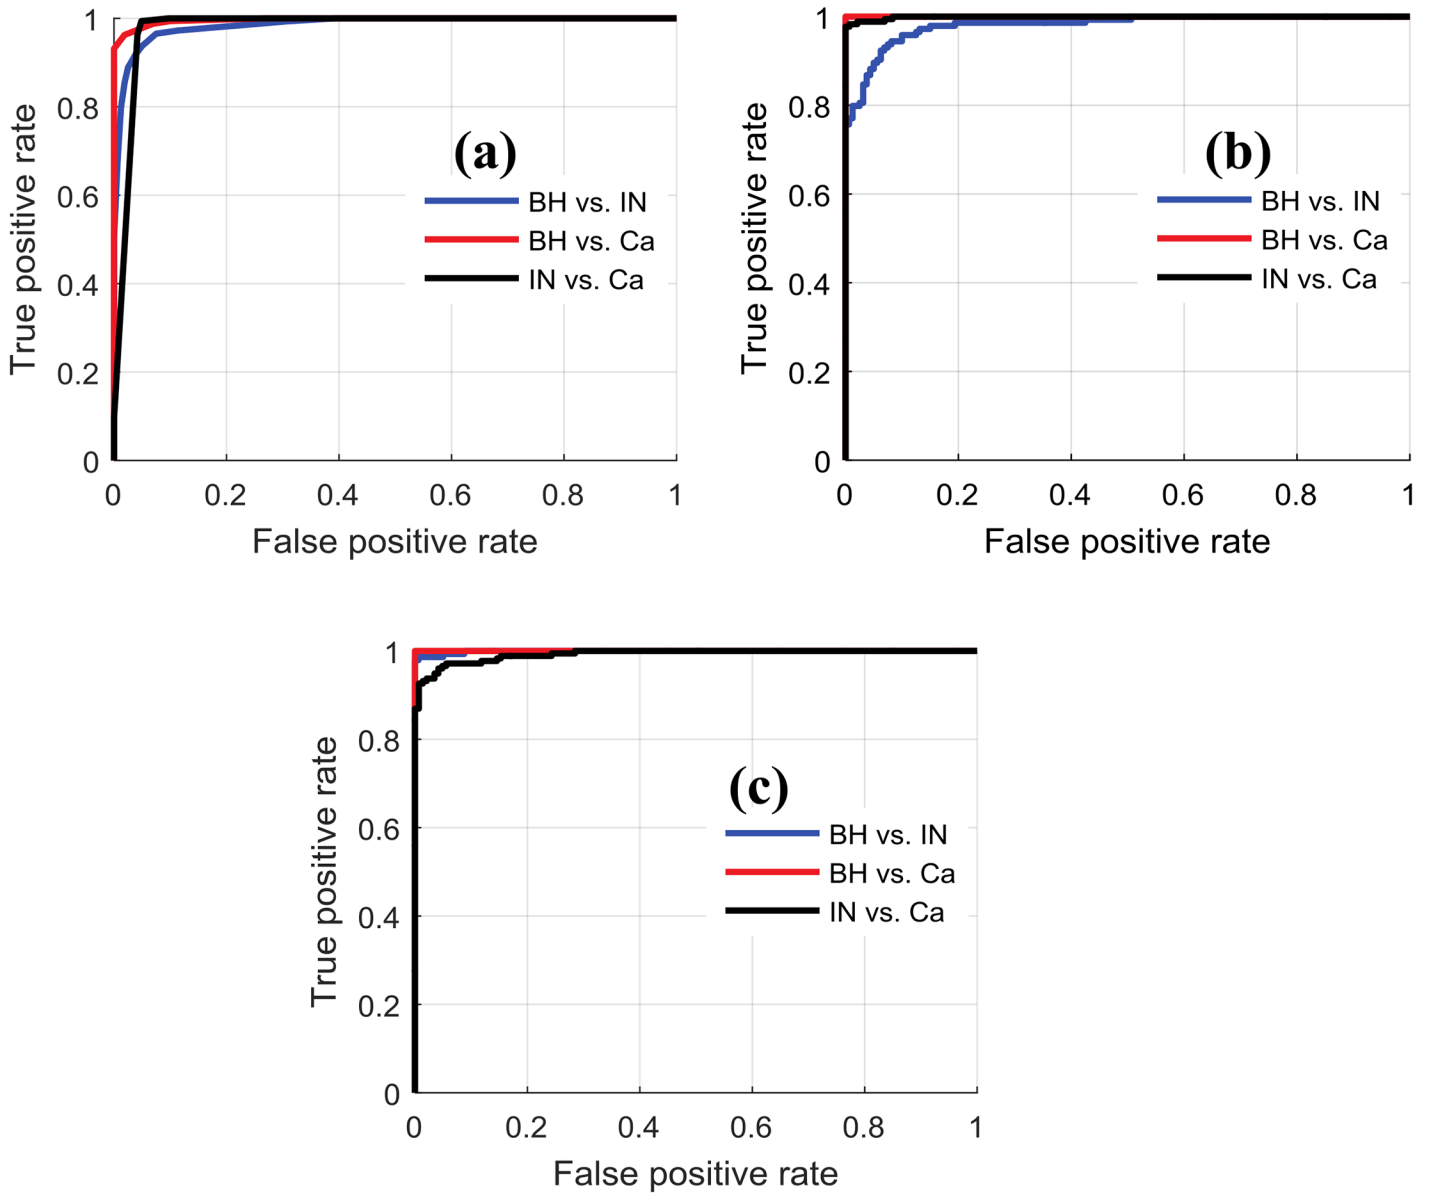 1
0.8
0.6
0.4
0.2
0
True positive rate
(a)
BH vs. IN
BH vs. Ca
IN vs. Ca
0 0.2 0.4 0.6 0.8 1
False positive rate
1
0.8
0.6
0.4
0.2
0
True positive rate
(b)
BH vs. IN
BH vs. Ca
IN vs. Ca
0 0.2 0.4 0.6 0.8 1
False positive rate
1
0.8
0.6
0.4
0.2
0
True positive rate
(c)
BH vs. IN
BH vs. Ca
IN vs. Ca
0 0.2 0.4 0.6 0.8 1
False positive rate